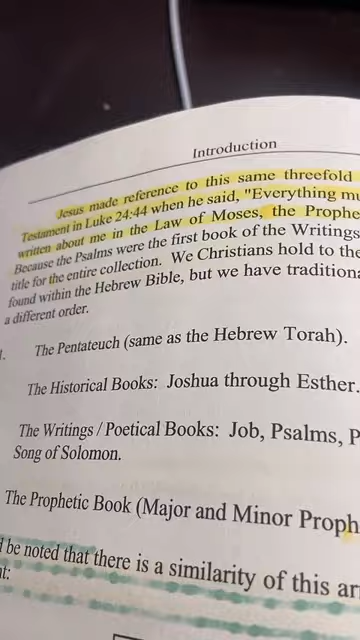 Introduction
Jesus made reference to this same threefold
Testament in Luke 24:44 when he said, "Everything mu
written about me in the Law of Moses, the Prophe
Because the Psalms were the first book of the Writings
title for the entire collection. We Christians hold to the
found within the Hebrew Bible, but we have traditiona
a different order.
The Pentateuch (same as the Hebrew Torah).
The Historical Books: Joshua through Esther.
The Writings / Poetical Books: Job, Psalms, P
Song of Solomon.
The Prophetic Book (Major and Minor Proph
d be noted that there is a similarity of this ar
nt: